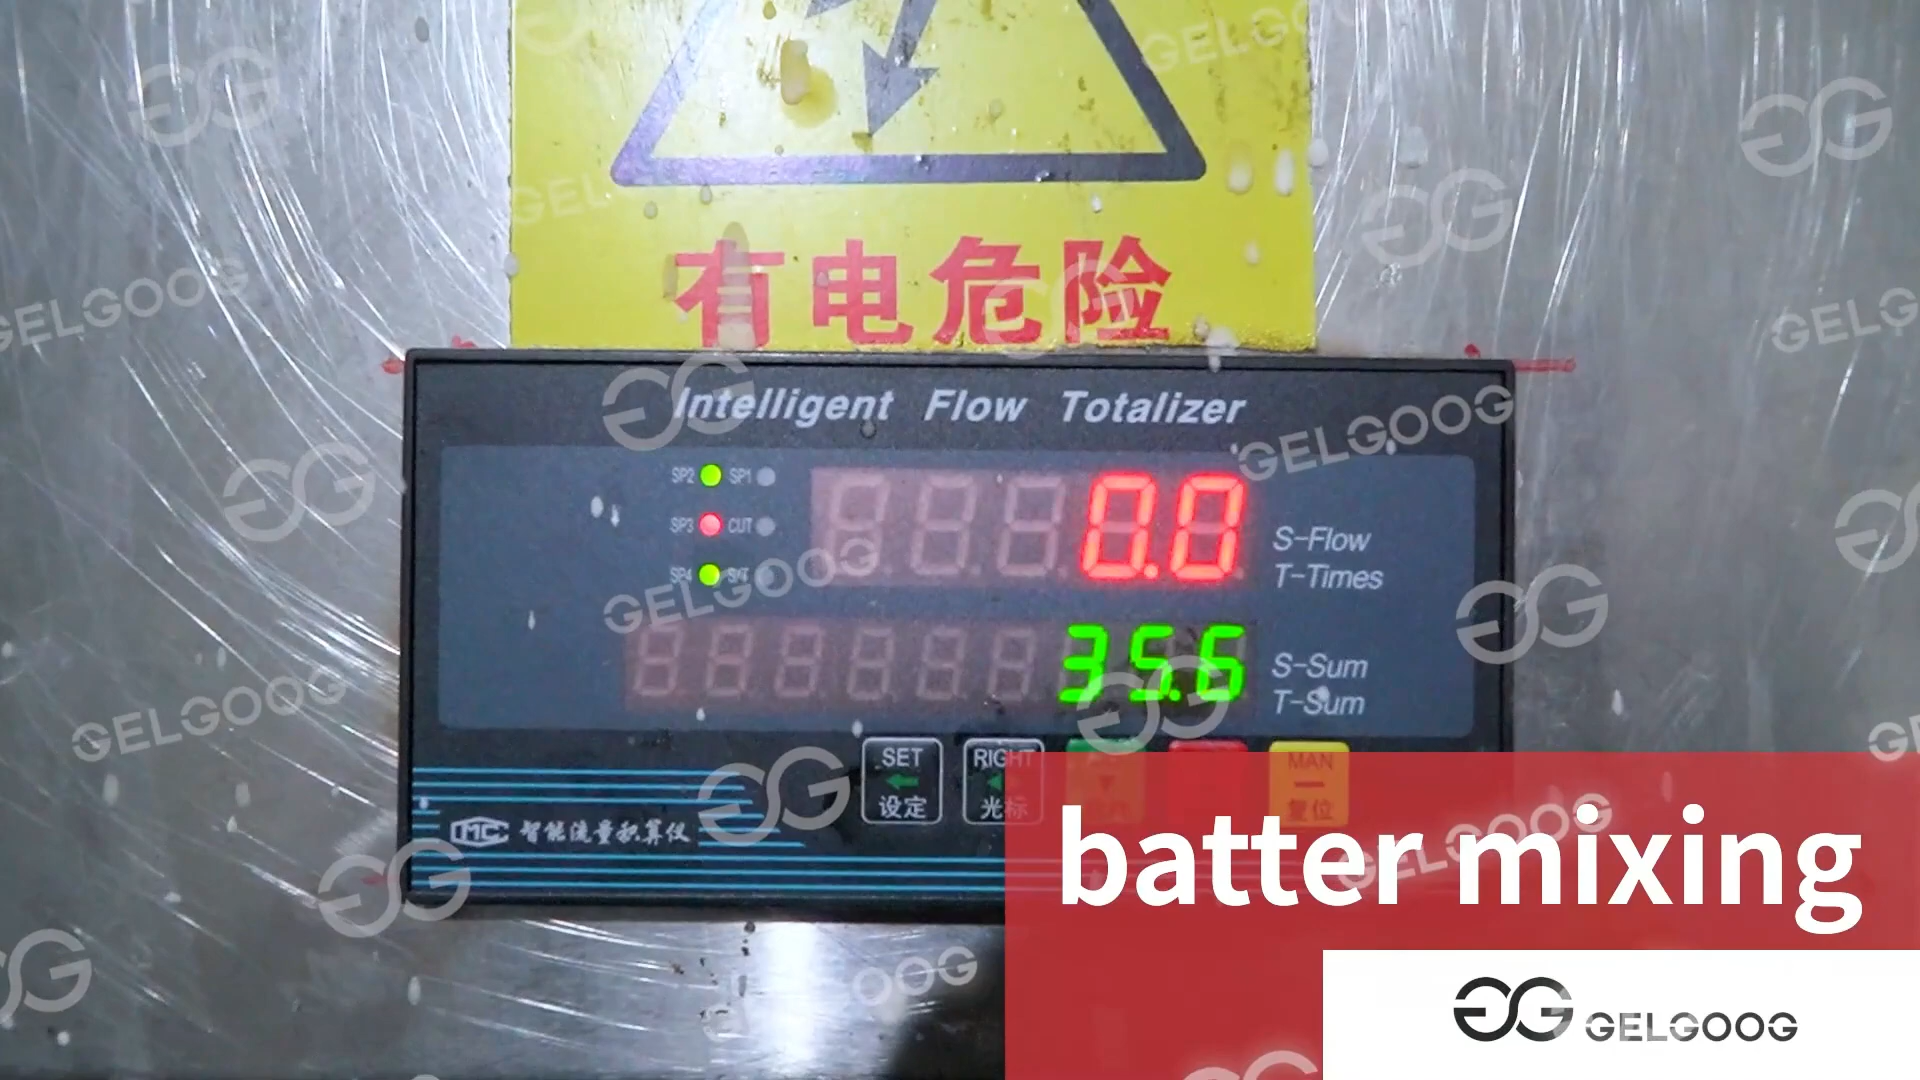 有电危险
Intelligent Flow Totalizer
SP2 SP1
SP3 CUT
SP4
0.0
S-Flow
T-Times
35.6
S-Sum
T-Sum
SET
设定
RIGHT
光标
MAN
复位
智能流量积算仪
batter mixing
GELGOOG